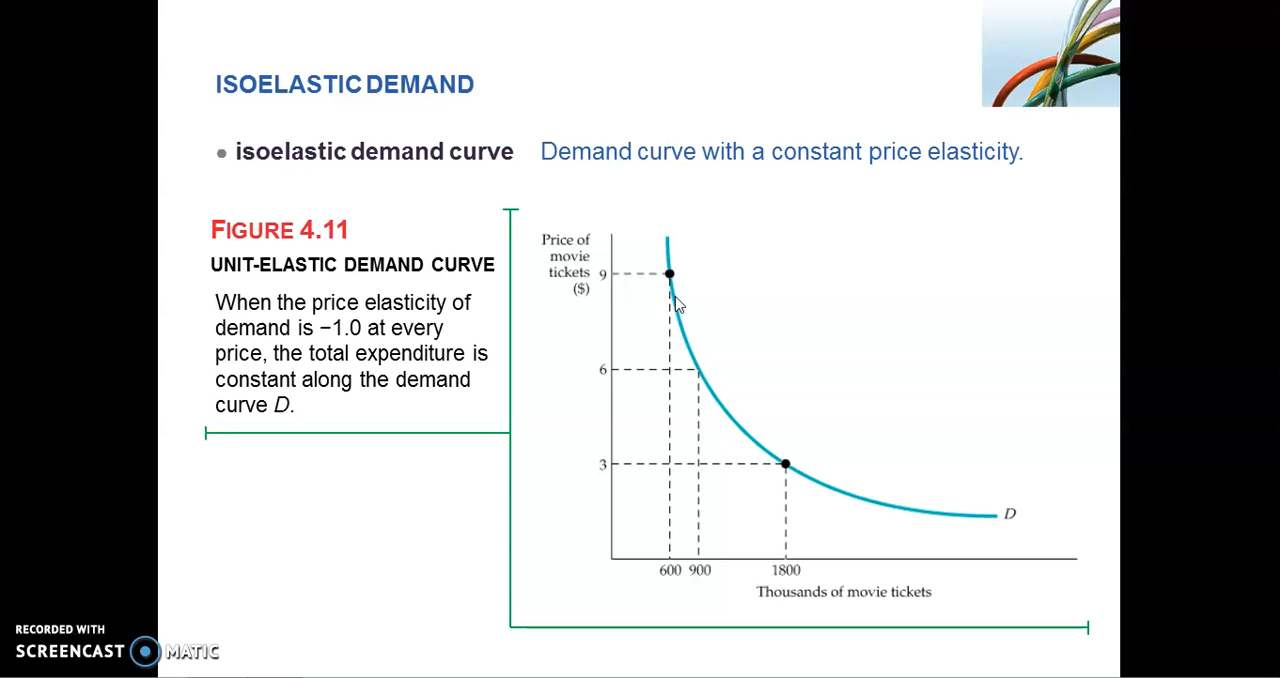 ISOELASTIC DEMAND
● isoelastic demand curve Demand curve with a constant price elasticity.
FIGURE 4.11
UNIT-ELASTIC DEMAND CURVE
When the price elasticity of
demand is −1.0 at every
price, the total expenditure is
constant along the demand
curve D.
Price of
movie
tickets
($)
9
6
3
D
600 900 1800
Thousands of movie tickets
RECORDED WITH
SCREENCAST MATIC